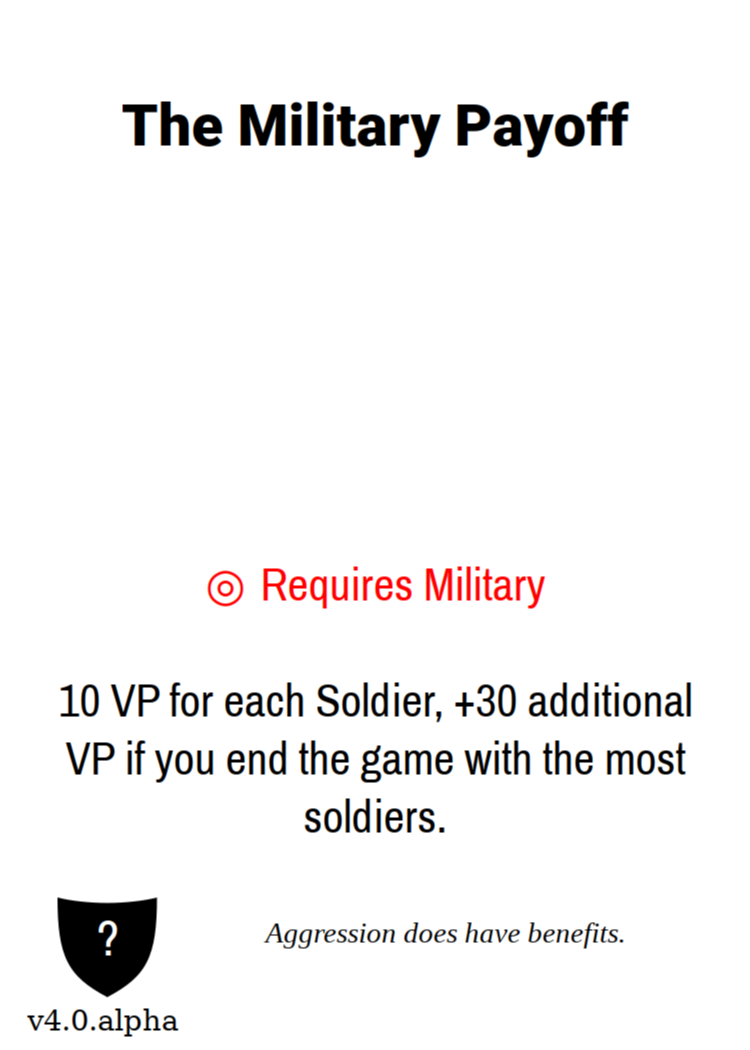 The Military Payoff
◎ Requires Military
10 VP for each Soldier, +30 additional
VP if you end the game with the most
soldiers.
?
Aggression does have benefits.
v4.0.alpha